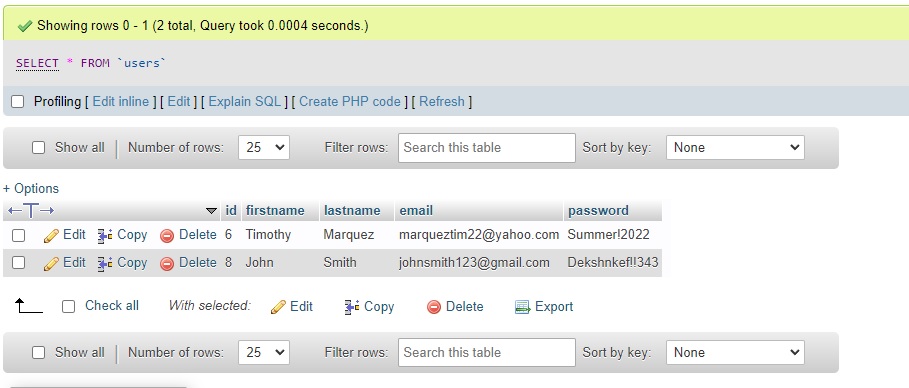 Showing rows 0 - 1 (2 total, Query took 0.0004 seconds.)
SELECT * FROM `users`
Profiling [ Edit inline ] [ Edit ] [ Explain SQL ] [ Create PHP code ] [ Refresh ]
Show all Number of rows: 25 Filter rows: Search this table Sort by key: None
+ Options
id firstname lastname email password
Edit Copy Delete 6 Timothy Marquez marqueztim22@yahoo.com Summer!2022
Edit Copy Delete 8 John Smith johnsmith123@gmail.com Dekshnkef!!343
Check all With selected: Edit Copy Delete Export
Show all Number of rows: 25 Filter rows: Search this table Sort by key: None